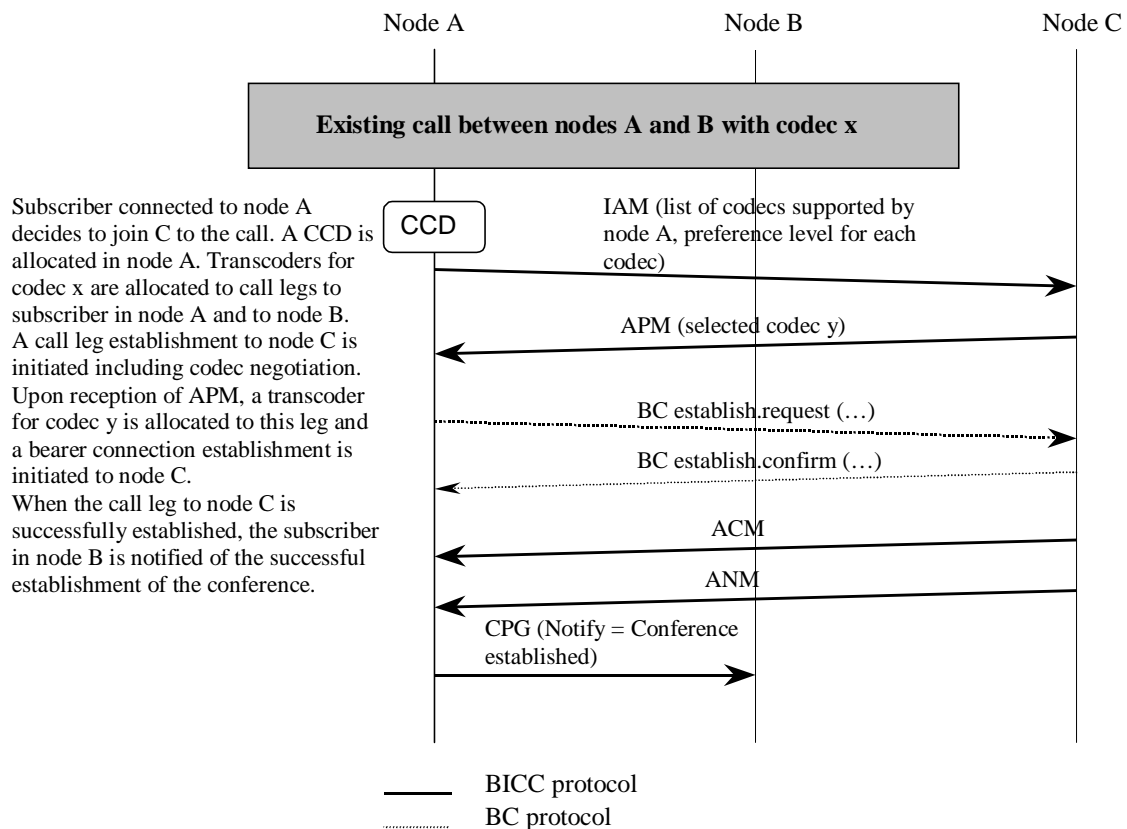 Node A
Node B
Node C
Existing call between nodes A and B with codec x
Subscriber connected to node A
decides to join C to the call. A CCD is
allocated in node A. Transcoders for
codec x are allocated to call legs to
subscriber in node A and to node B.
A call leg establishment to node C is
initiated including codec negotiation.
Upon reception of APM, a transcoder
for codec y is allocated to this leg and
a bearer connection establishment is
initiated to node C.
When the call leg to node C is
successfully established, the subscriber
in node B is notified of the successful
establishment of the conference.
CCD
IAM (list of codecs supported by
node A, preference level for each
codec)
APM (selected codec y)
BC establish.request (…)
BC establish.confirm (…)
ACM
ANM
CPG (Notify = Conference
established)
BICC protocol
BC protocol